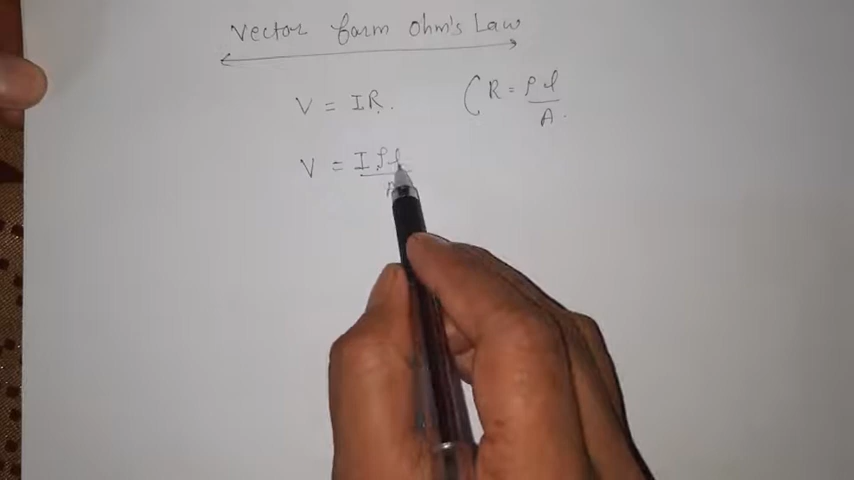 Vector form Ohm's Law
V = IR. (R = ρl/A.
V = Iρl/A